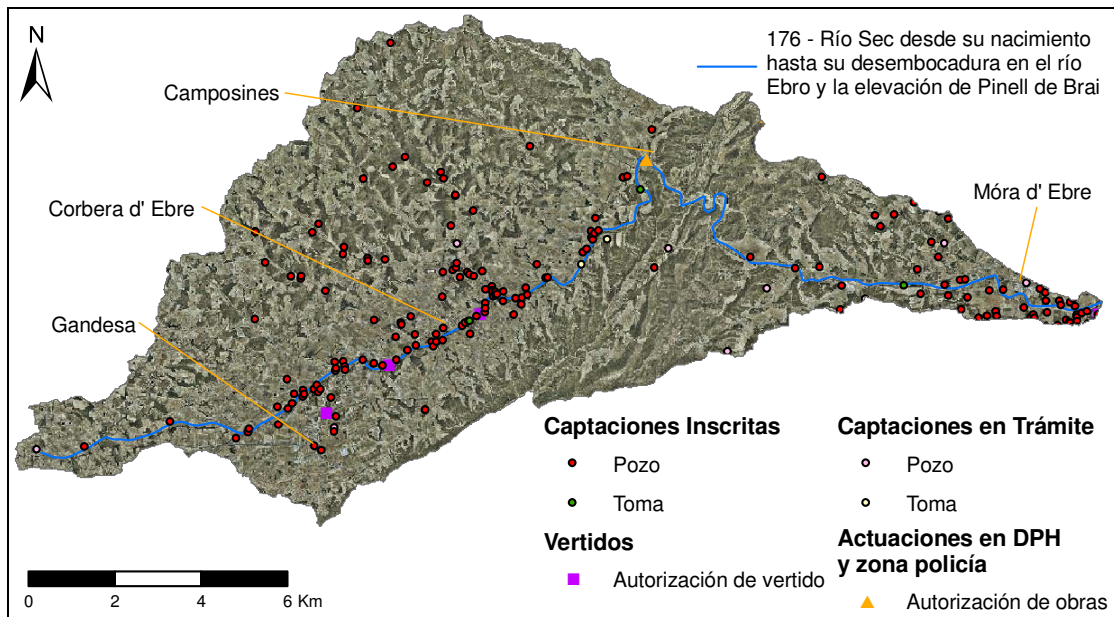 N
176 - Río Sec desde su nacimiento
hasta su desembocadura en el río
Ebro y la elevación de Pinell de Brai
Camposines
Corbera d' Ebre
Móra d' Ebre
Gandesa
Captaciones Inscritas
Pozo
Toma
Vertidos
Autorización de vertido
Captaciones en Trámite
Pozo
Toma
Actuaciones en DPH
y zona policía
Autorización de obras
0 2 4 6 Km